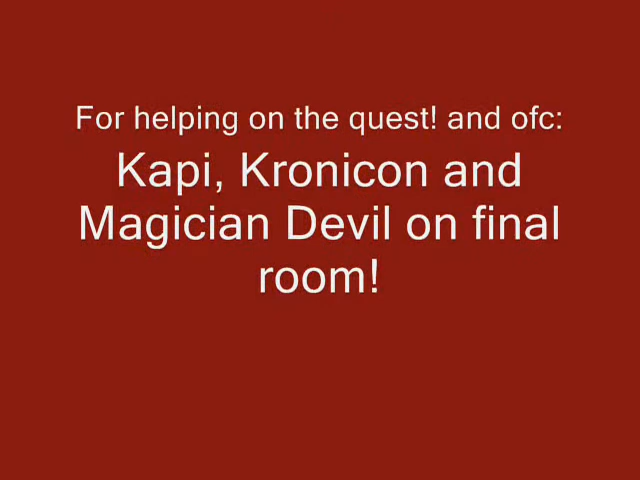 For helping on the quest! and ofc:
Kapi, Kronicon and
Magician Devil on final
room!